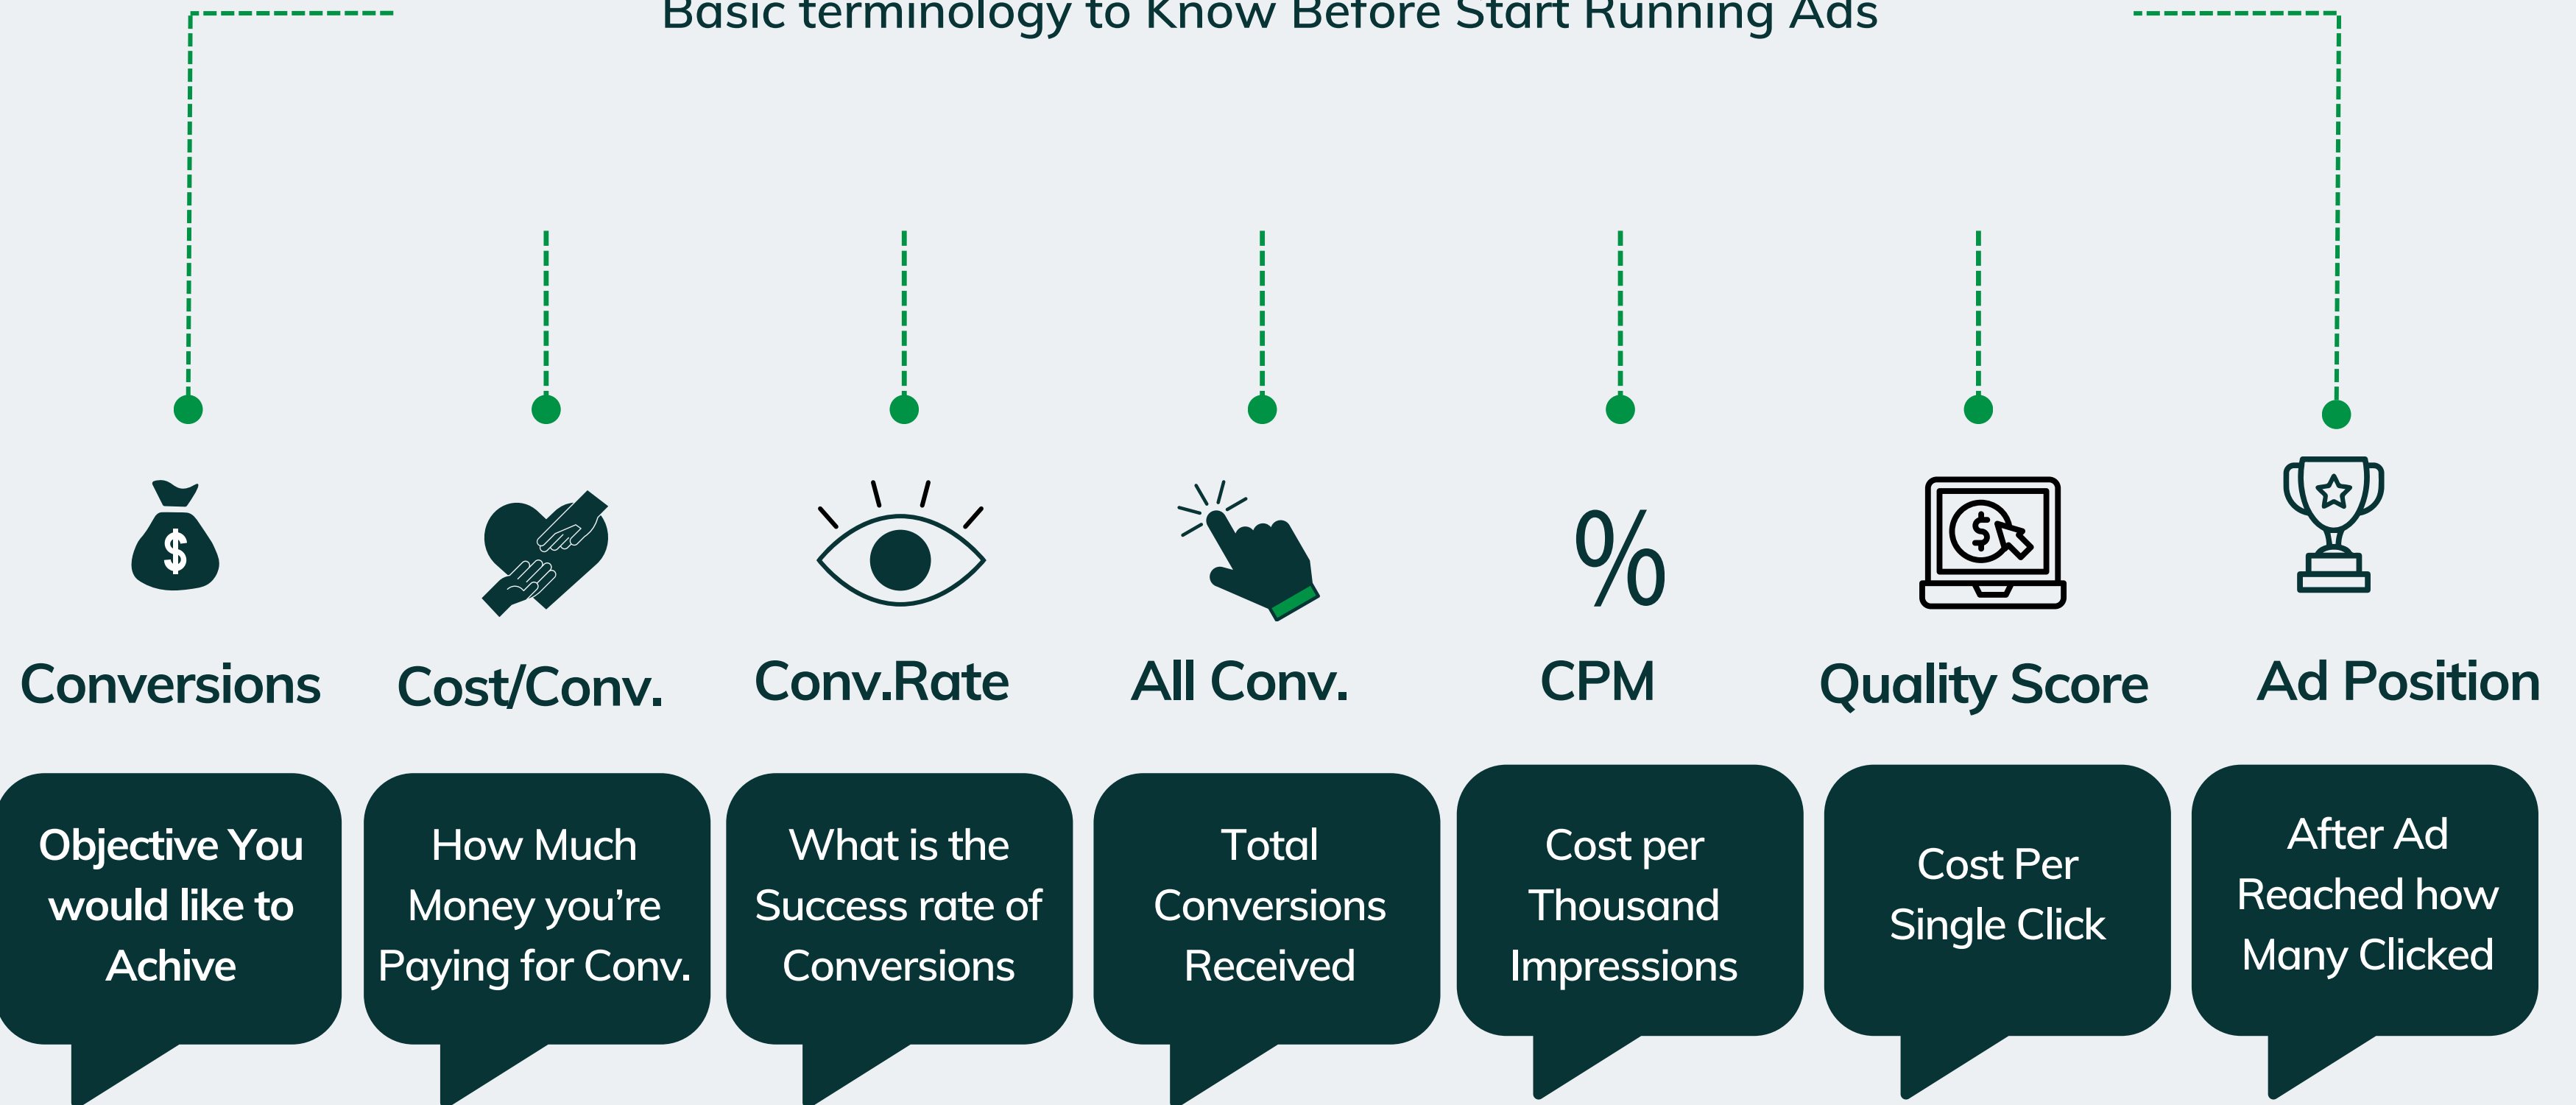 Basic terminology to Know Before Start Running Ads
$
%
$
Conversions
Cost/Conv.
Conv.Rate
All Conv.
CPM
Quality Score
Ad Position
Objective You
would like to
Achive
How Much
Money you're
Paying for Conv.
What is the
Success rate of
Conversions
Total
Conversions
Received
Cost per
Thousand
Impressions
Cost Per
Single Click
After Ad
Reached how
Many Clicked